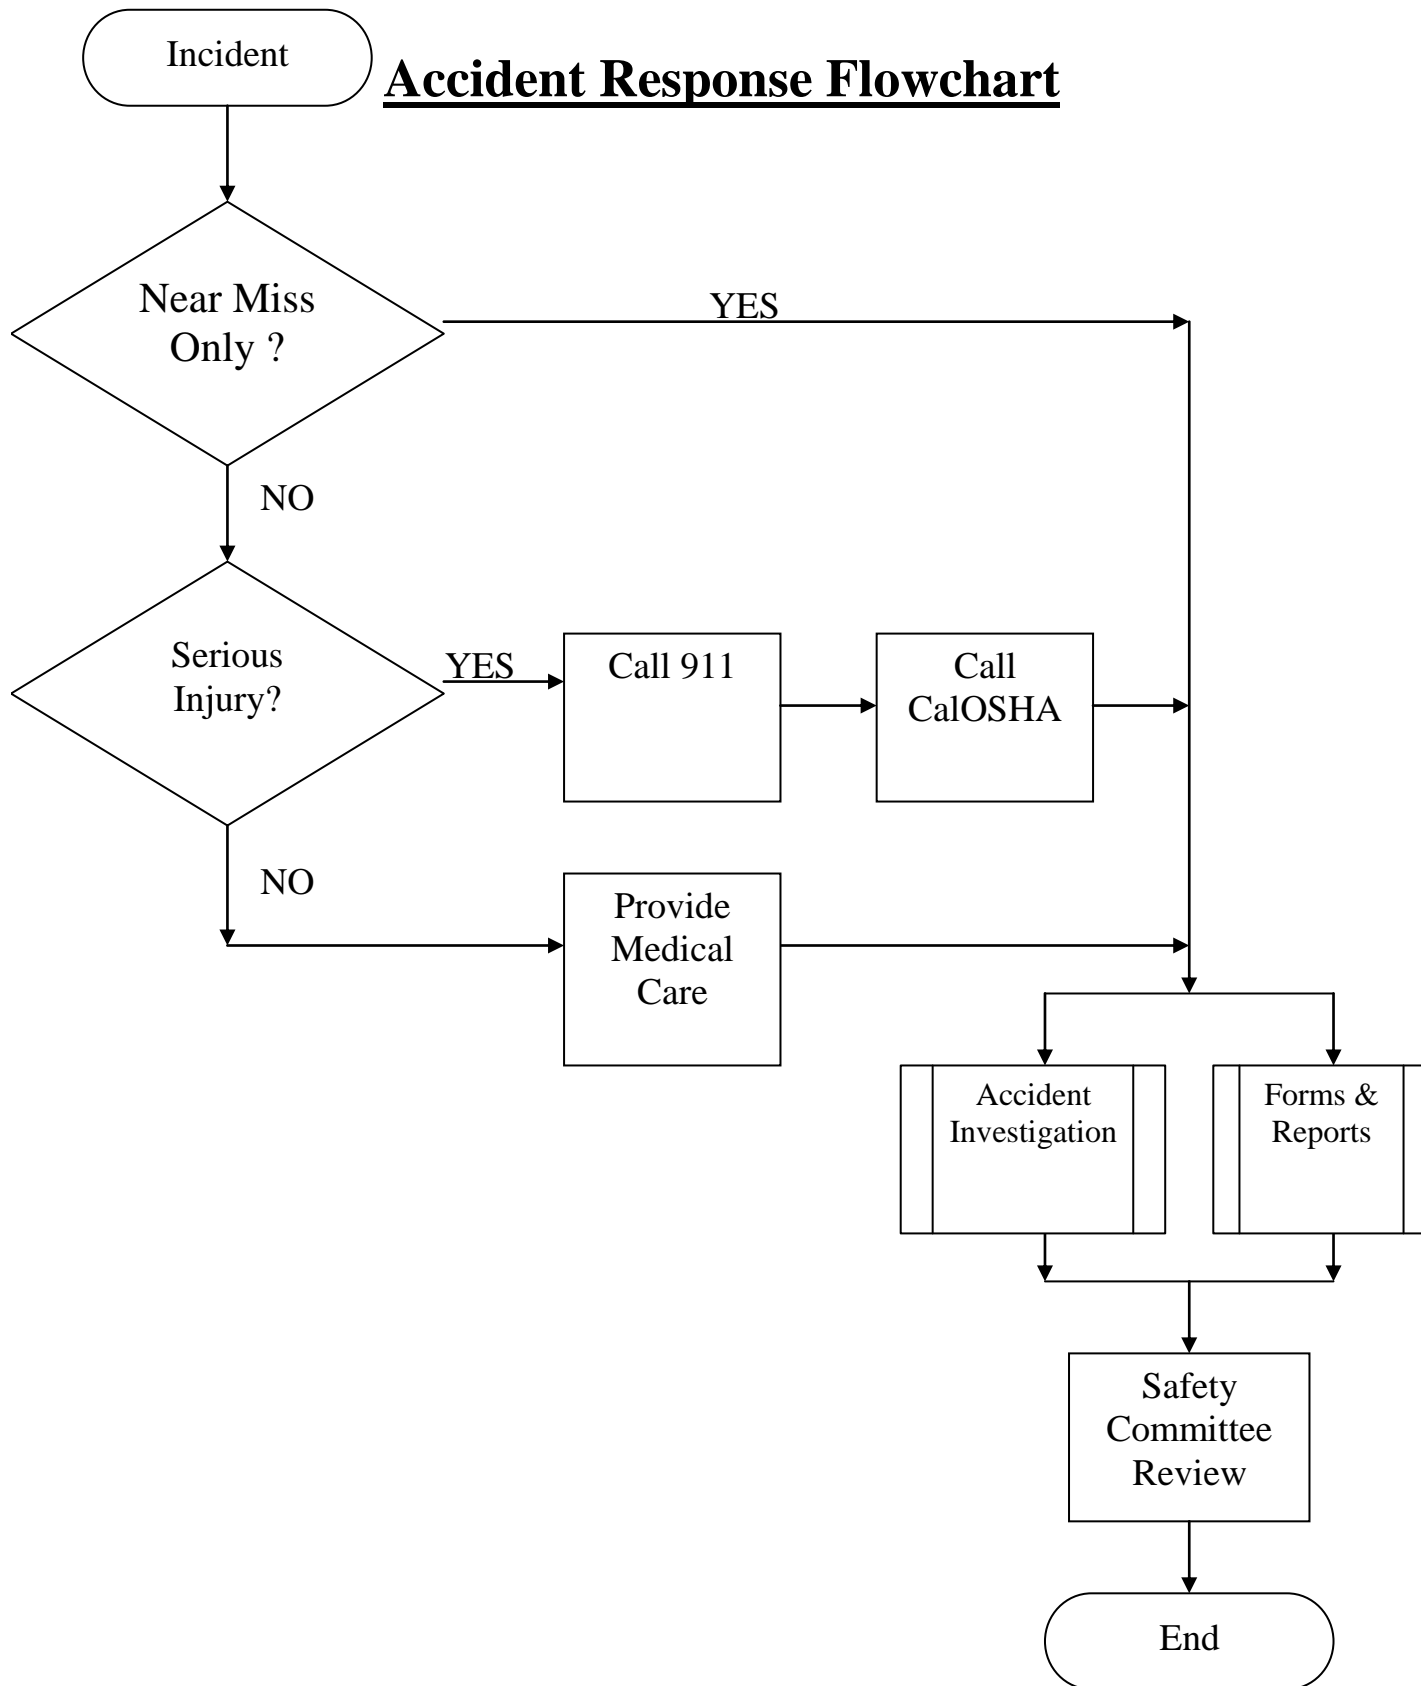 Incident
Accident Response Flowchart
Near Miss
Only ?
YES
NO
Serious
Injury?
YES
Call 911
Call
CalOSHA
NO
Provide
Medical
Care
Accident
Investigation
Forms &
Reports
Safety
Committee
Review
End